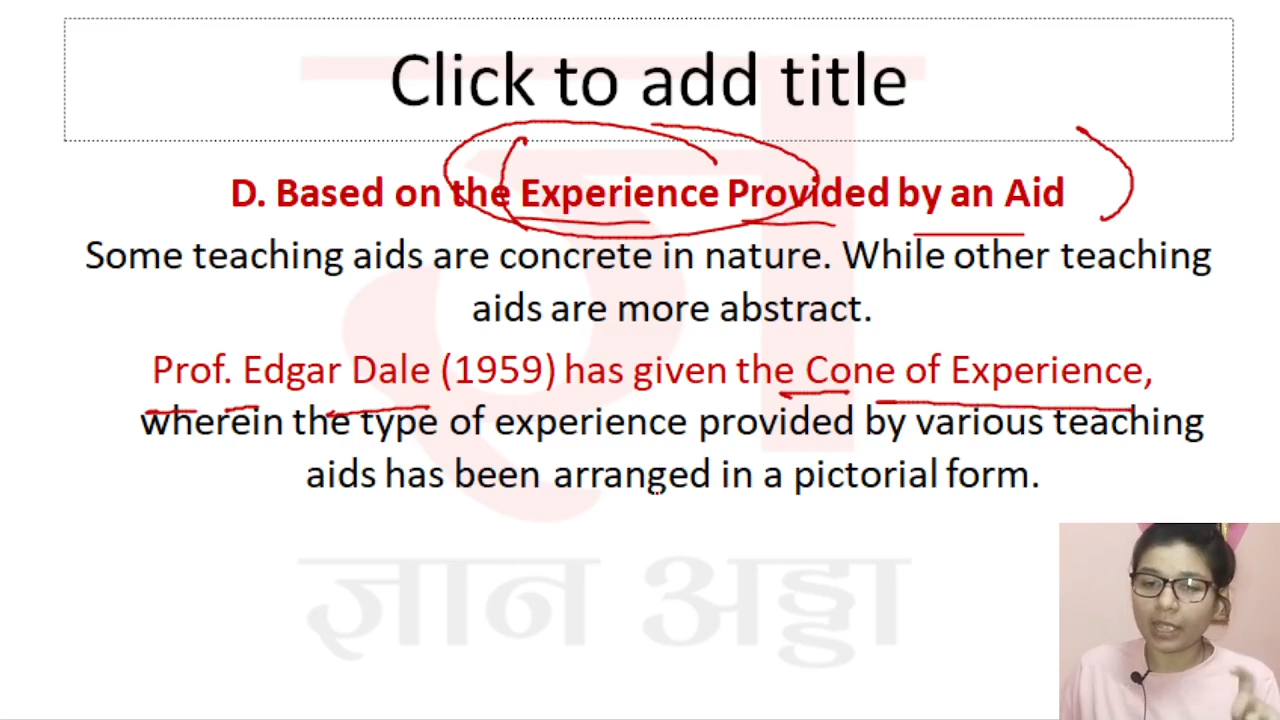 Click to add title
D. Based on the Experience Provided by an Aid
Some teaching aids are concrete in nature. While other teaching
aids are more abstract.
Prof. Edgar Dale (1959) has given the Cone of Experience,
wherein the type of experience provided by various teaching
aids has been arranged in a pictorial form.
ज्ञान अड्डा